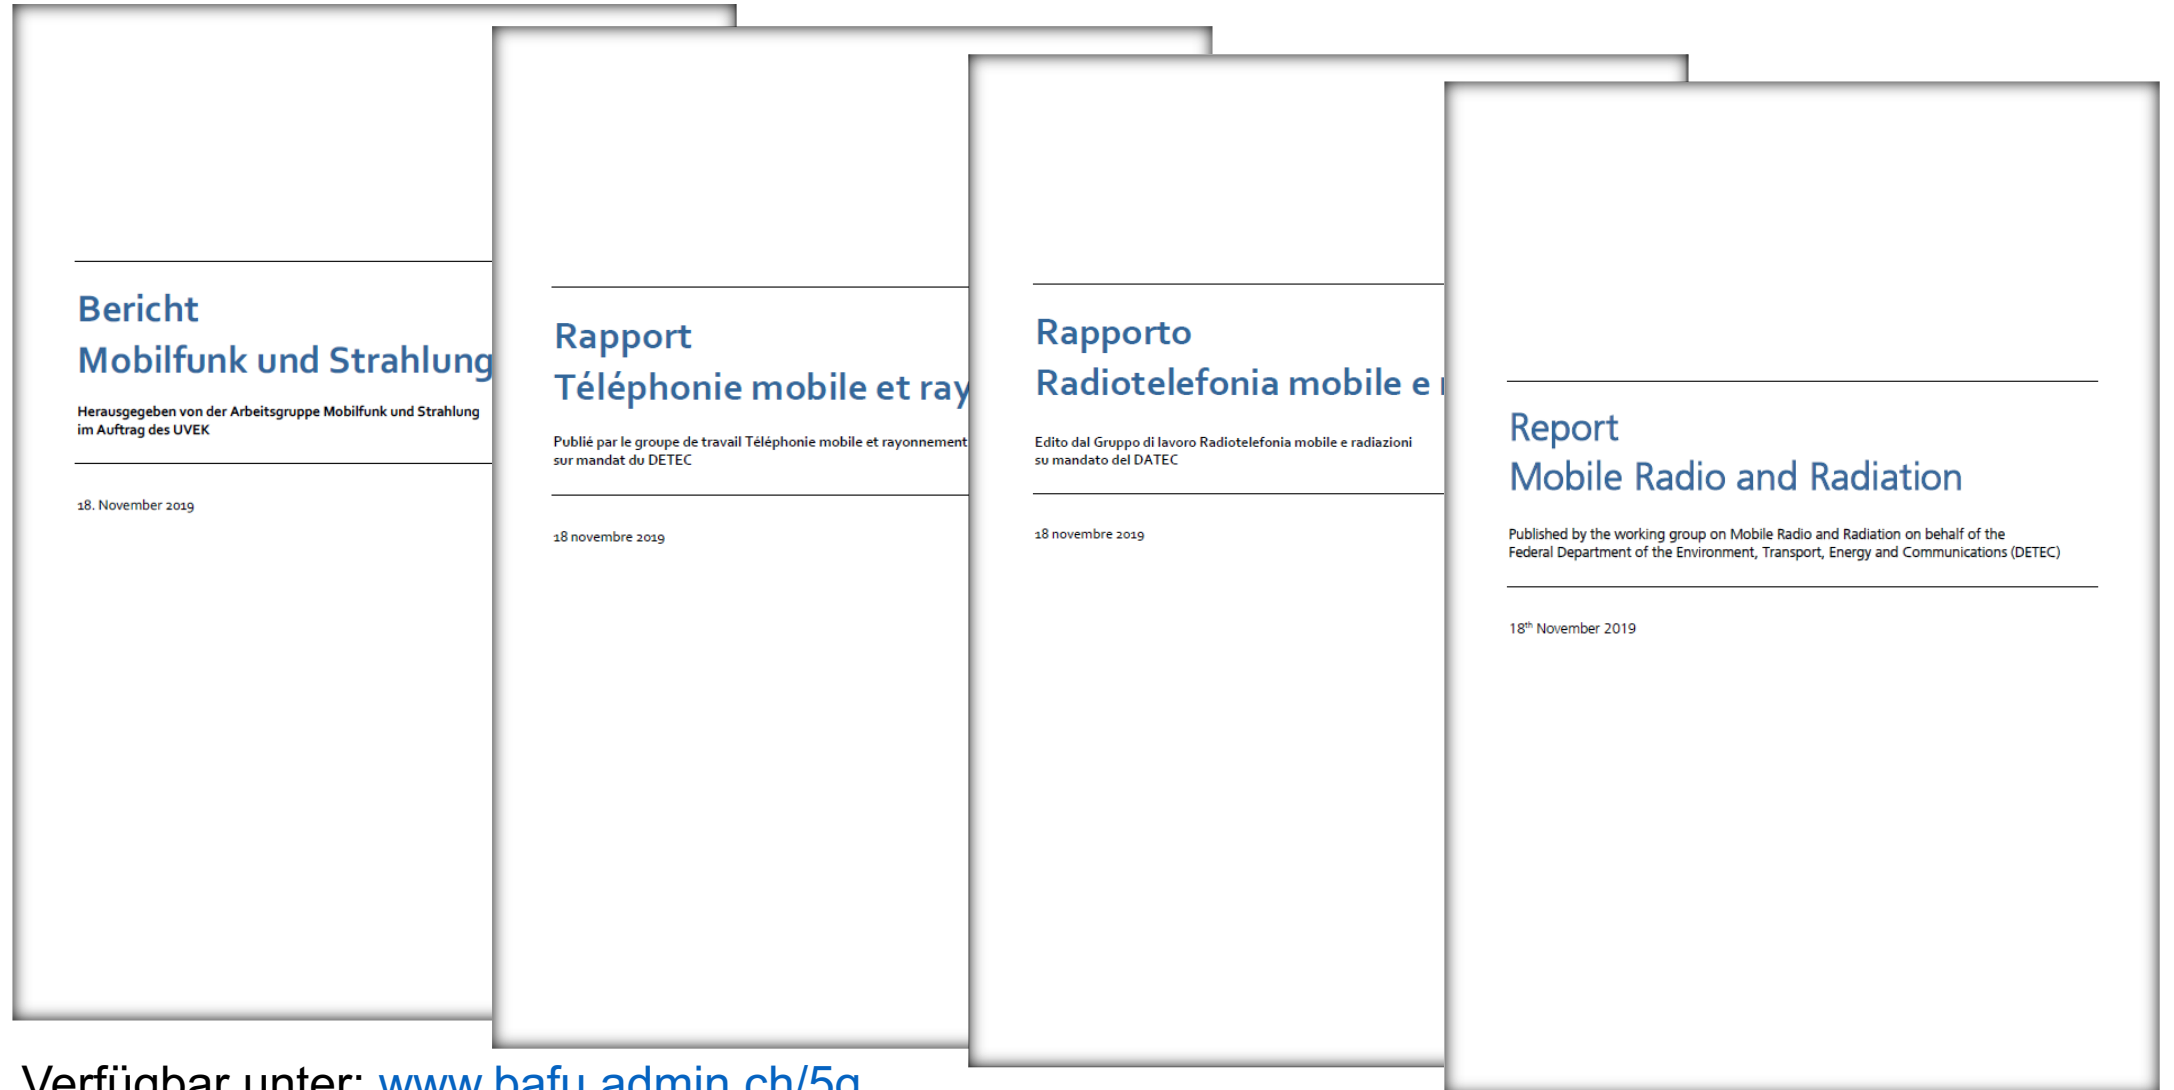 Bericht
Mobilfunk und Strahlung
Herausgegeben von der Arbeitsgruppe Mobilfunk und Strahlung
im Auftrag des UVEK
18. November 2019
Rapport
Téléphonie mobile et ray
Publié par le groupe de travail Téléphonie mobile et rayonnement
sur mandat du DETEC
18 novembre 2019
Rapporto
Radiotelefonia mobile e
Edito dal Gruppo di lavoro Radiotelefonia mobile e radiazioni
su mandato del DATEC
18 novembre 2019
Report
Mobile Radio and Radiation
Published by the working group on Mobile Radio and Radiation on behalf of the
Federal Department of the Environment, Transport, Energy and Communications (DETEC)
18th November 2019
Verfügbar unter: www.bafu.admin.ch/5g